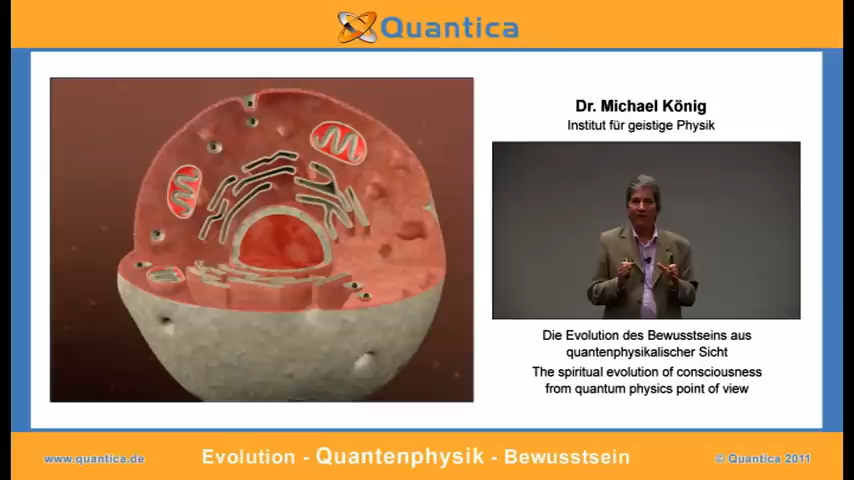 Quantica
Dr. Michael König
Institut für geistige Physik
Die Evolution des Bewusstseins aus
quantenphysikalischer Sicht
The spiritual evolution of consciousness
from quantum physics point of view
www.quantica.de
Evolution - Quantenphysik - Bewusstsein
© Quantica 2011